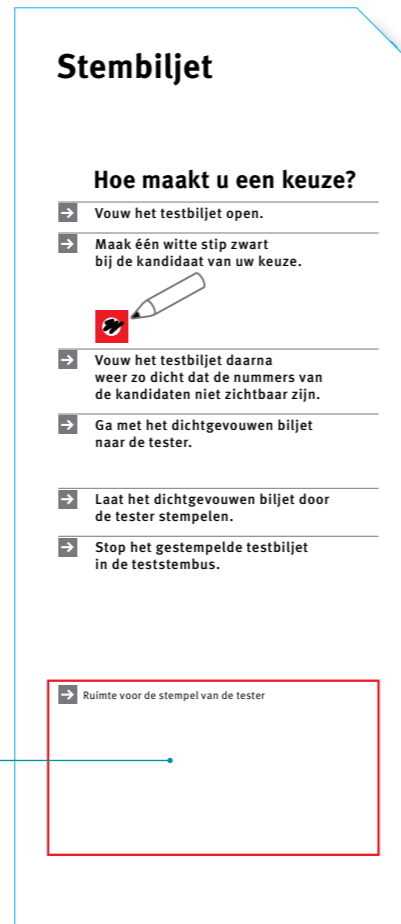 Stembiljet
Hoe maakt u een keuze?
→ Vouw het testbiljet open.
→ Maak één witte stip zwart
bij de kandidaat van uw keuze.
→ Vouw het testbiljet daarna
weer zo dicht dat de nummers van
de kandidaten niet zichtbaar zijn.
→ Ga met het dichtgevouwen biljet
naar de tester.
→ Laat het dichtgevouwen biljet door
de tester stempelen.
→ Stop het gestempelde testbiljet
in de teststembus.
→ Ruimte voor de stempel van de tester